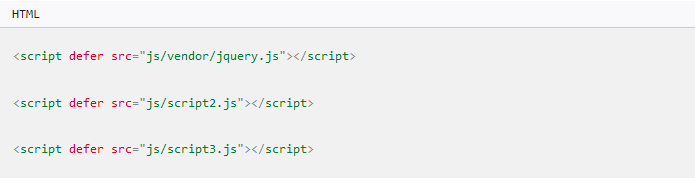 HTML
<script defer src="js/vendor/jquery.js"></script>
<script defer src="js/script2.js"></script>
<script defer src="js/script3.js"></script>